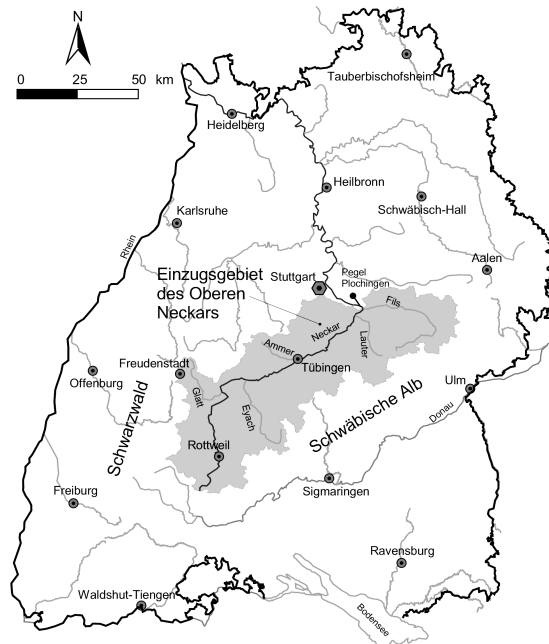 N
0 25 50 km
Tauberbischofsheim
Heidelberg
Heilbronn
Schwäbisch-Hall
Karlsruhe
Rhein
Aalen
Einzugsgebiet
des Oberen
Neckars
Stuttgart
Pegel
Plochingen
Fils
Neckar
Lauter
Ammer
Tübingen
Freudenstadt
Offenburg
Glatt
Eyach
Ulm
Donau
Schwarzwald
Schwäbische Alb
Rottweil
Sigmaringen
Freiburg
Ravensburg
Waldshut-Tiengen
Bodensee